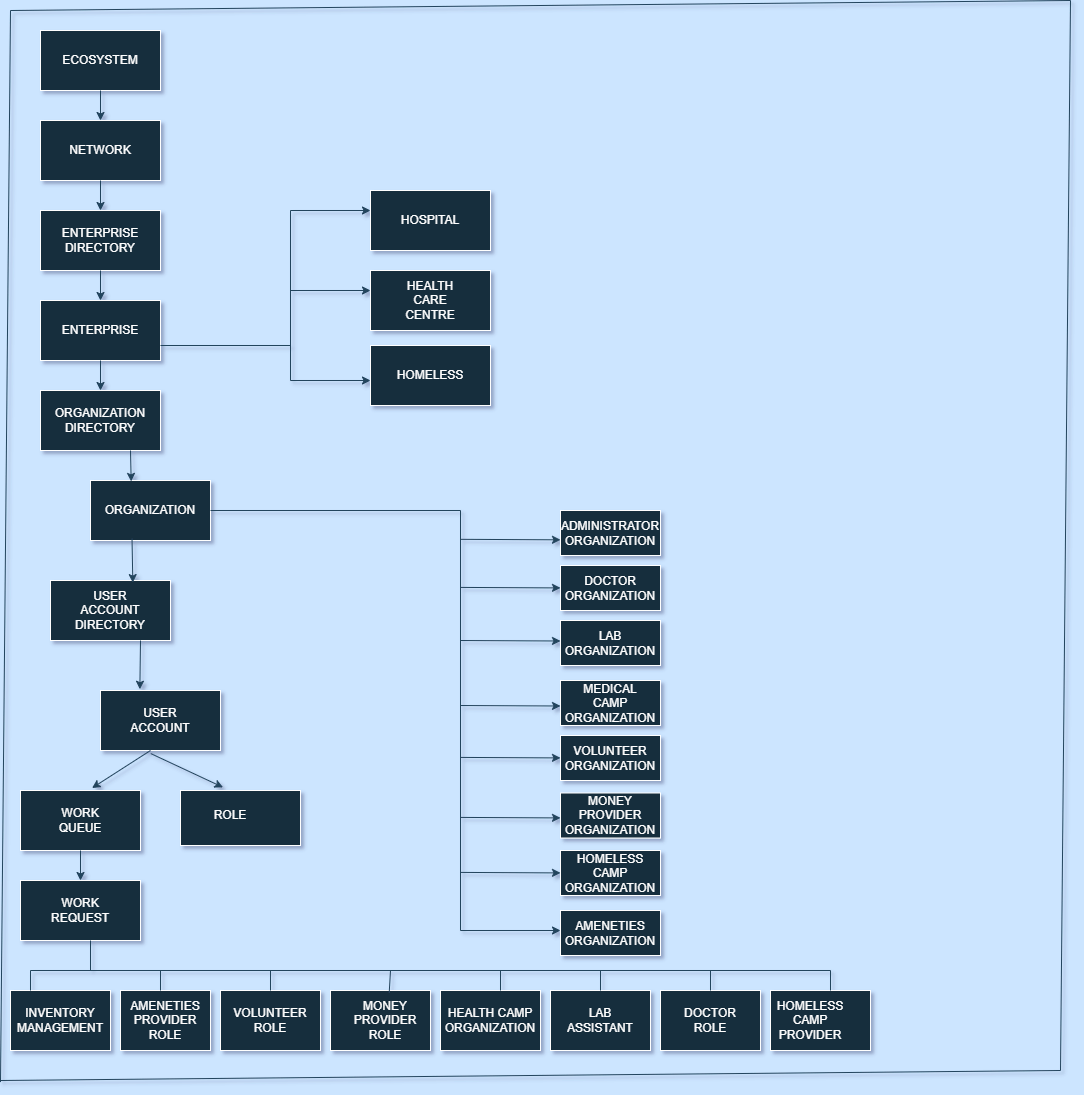 ECOSYSTEM
NETWORK
ENTERPRISE
DIRECTORY
ENTERPRISE
ORGANIZATION
DIRECTORY
ORGANIZATION
USER
ACCOUNT
DIRECTORY
USER
ACCOUNT
WORK
QUEUE
ROLE
WORK
REQUEST
HOSPITAL
HEALTH
CARE
CENTRE
HOMELESS
ADMINISTRATOR
ORGANIZATION
DOCTOR
ORGANIZATION
LAB
ORGANIZATION
MEDICAL
CAMP
ORGANIZATION
VOLUNTEER
ORGANIZATION
MONEY
PROVIDER
ORGANIZATION
HOMELESS
CAMP
ORGANIZATION
AMENETIES
ORGANIZATION
INVENTORY
MANAGEMENT
AMENETIES
PROVIDER
ROLE
VOLUNTEER
ROLE
MONEY
PROVIDER
ROLE
HEALTH CAMP
ORGANIZATION
LAB
ASSISTANT
DOCTOR
ROLE
HOMELESS
CAMP
PROVIDER